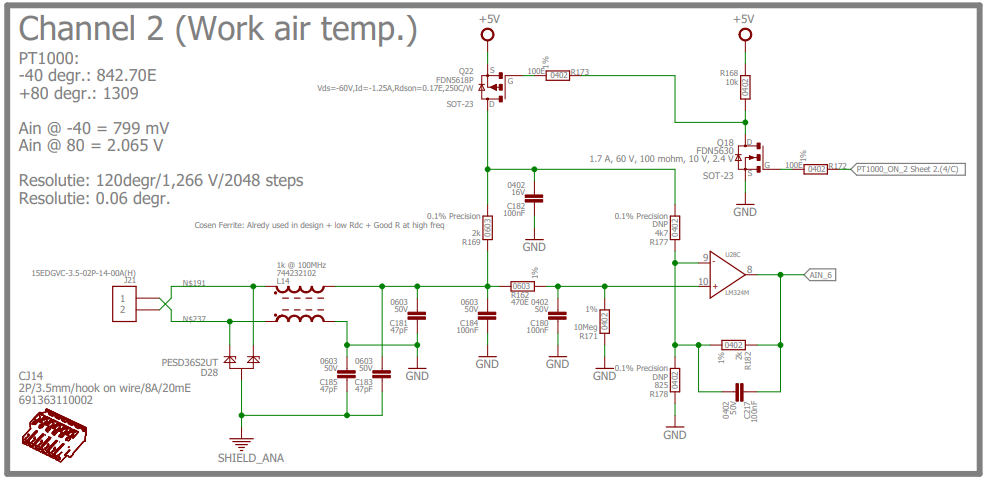 Channel 2 (Work air temp.)
PT1000:
-40 degr.: 842.70E
+80 degr.: 1309
Ain @ -40 = 799 mV
Ain @ 80 = 2.065 V
Resolutie: 120degr/1,266 V/2048 steps
Resolutie: 0.06 degr.
+5V
+5V
Q22
FDN5618P
Vds=-60V,Id=-1.25A,Rdson=0.17E,250C/W
SOT-23
S
G
D
100E
1%
0402
R173
R168
10k
0402
Q18
FDN5630
1.7 A, 60 V, 100 mohm, 10 V, 2.4 V
SOT-23
D
G
S
100E
1%
0402
R172
PT1000_ON_2 Sheet 2.(4/C)
GND
0402
16V
C182
100nF
GND
0.1% Precision
2k
R169
0603
0.1% Precision
DNP
4k7
R177
0402
Cosen Ferrite: Alredy used in design + low Rdc + Good R at high freq
15EDGVC-3.5-02P-14-00A(H)
J21
1
2
N$191
N$237
1k @ 100MHz
744232102
L14
PESD36S2UT
D28
0603
50V
C181
47pF
GND
0603
50V
C185
47pF
0603
50V
C183
47pF
0603
50V
C184
100nF
GND
0603
1%
R162
470E
0402
50V
C180
100nF
GND
1%
10Meg
R171
0402
GND
9
10
8
-
+
U28C
LM324M
AIN_6
0.1% Precision
DNP
825
R178
0402
GND
0402
1%
2k
R182
0402
50V
C217
100nF
CJ14
2P/3.5mm/hook on wire/8A/20mE
691363110002
SHIELD_ANA